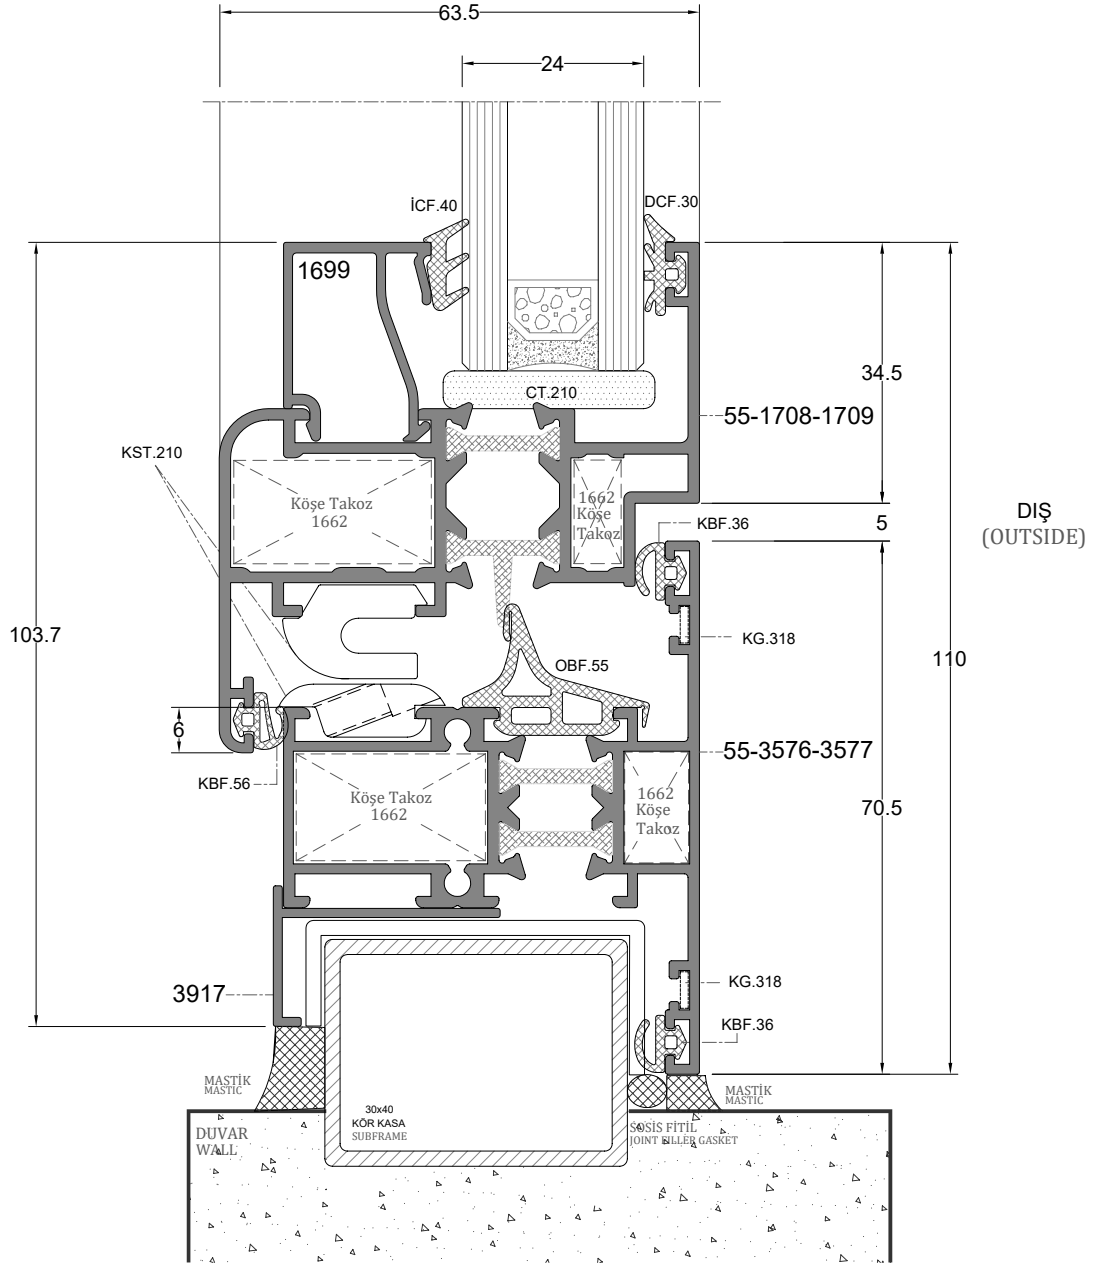 63.5
24
İCF.40
DCF.30
1699
34.5
CT.210
55-1708-1709
KST.210
Köşe Takoz
1662
1662
Köşe
Takoz
KBF.36
5
DIŞ
(OUTSIDE)
103.7
KG.318
110
OBF.55
6
55-3576-3577
KBF.56
Köşe Takoz
1662
1662
Köşe
Takoz
70.5
3917
KG.318
KBF.36
MASTİK
MASTIC
MASTİK
MASTIC
30x40
KÖR KASA
SUBFRAME
DUVAR
WALL
SOSİS FİTİL
JOINT FILLER GASKET